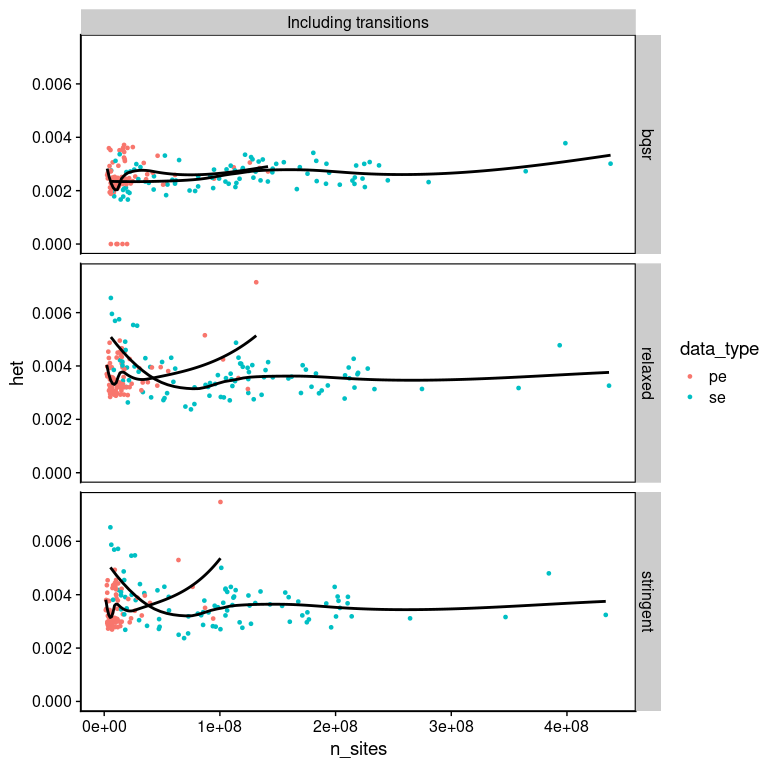 Including transitions
0.006
0.004
0.002
0.000
bqsr
0.006
0.004
0.002
0.000
relaxed
0.006
0.004
0.002
0.000
stringent
het
0e+00 1e+08 2e+08 3e+08 4e+08
n_sites
data_type
pe
se